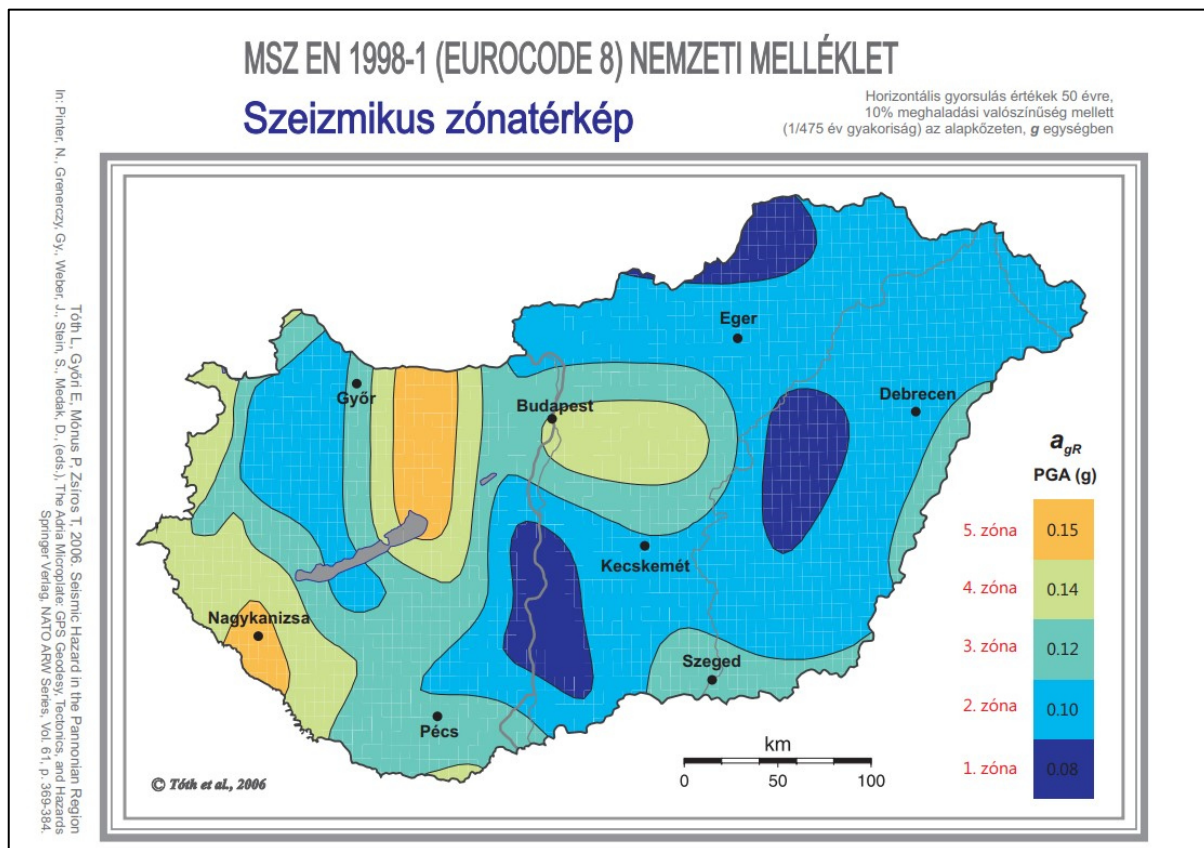 MSZ EN 1998-1 (EUROCODE 8) NEMZETI MELLÉKLET
Szeizmikus zónatérkép
Horizontális gyorsulás értékek 50 évre,
10% meghaladási valószínűség mellett
(1/475 év gyakoriság) az alapkőzeten, g egységben
Tóth L., Győri E, Mónus P, Zsíros T, 2006. Seismic Hazard in the Pannonian Region
In: Pinter, N., Grenerczy, Gy., Weber, J., Stein, S., Medak, D., (eds.), The Adria Microplate: GPS Geodesy, Tectonics, and Hazards
Springer Verlag, NATO ARW Series, Vol. 61, p. 369-384.
Eger
Győr
Budapest
Debrecen
Kecskemét
Nagykanizsa
Szeged
Pécs
a gR
PGA (g)
5. zóna 0.15
4. zóna 0.14
3. zóna 0.12
2. zóna 0.10
1. zóna 0.08
km
0 50 100
© Tóth et al., 2006